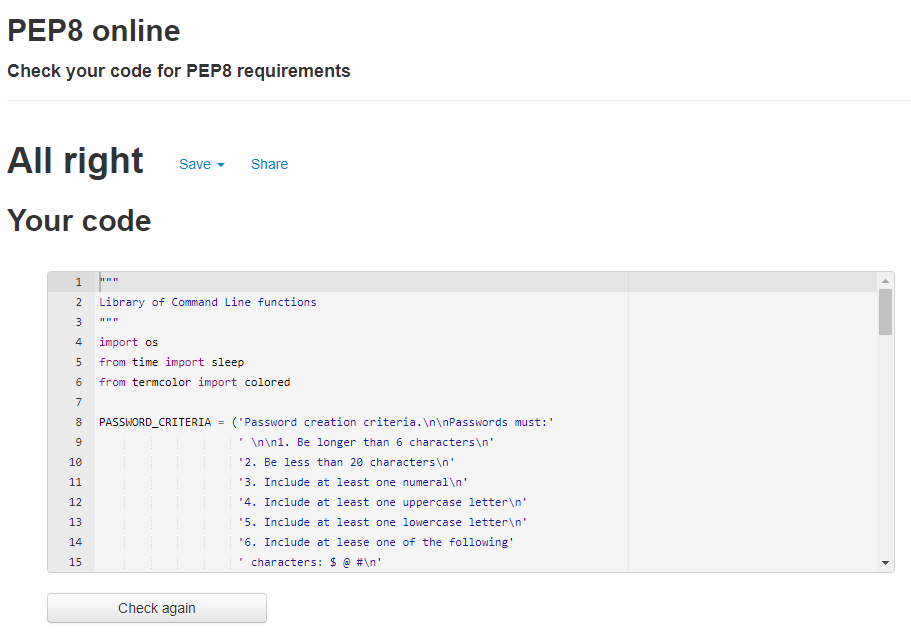 PEP8 online
Check your code for PEP8 requirements
All right Save Share
Your code
1 """
2 Library of Command Line functions
3 """
4 import os
5 from time import sleep
6 from termcolor import colored
7
8 PASSWORD_CRITERIA = ('Password creation criteria.\n\nPasswords must:'
9 ' \n\n1. Be longer than 6 characters\n'
10 '2. Be less than 20 characters\n'
11 '3. Include at least one numeral\n'
12 '4. Include at least one uppercase letter\n'
13 '5. Include at least one lowercase letter\n'
14 '6. Include at lease one of the following'
15 ' characters: $ @ #\n'
Check again